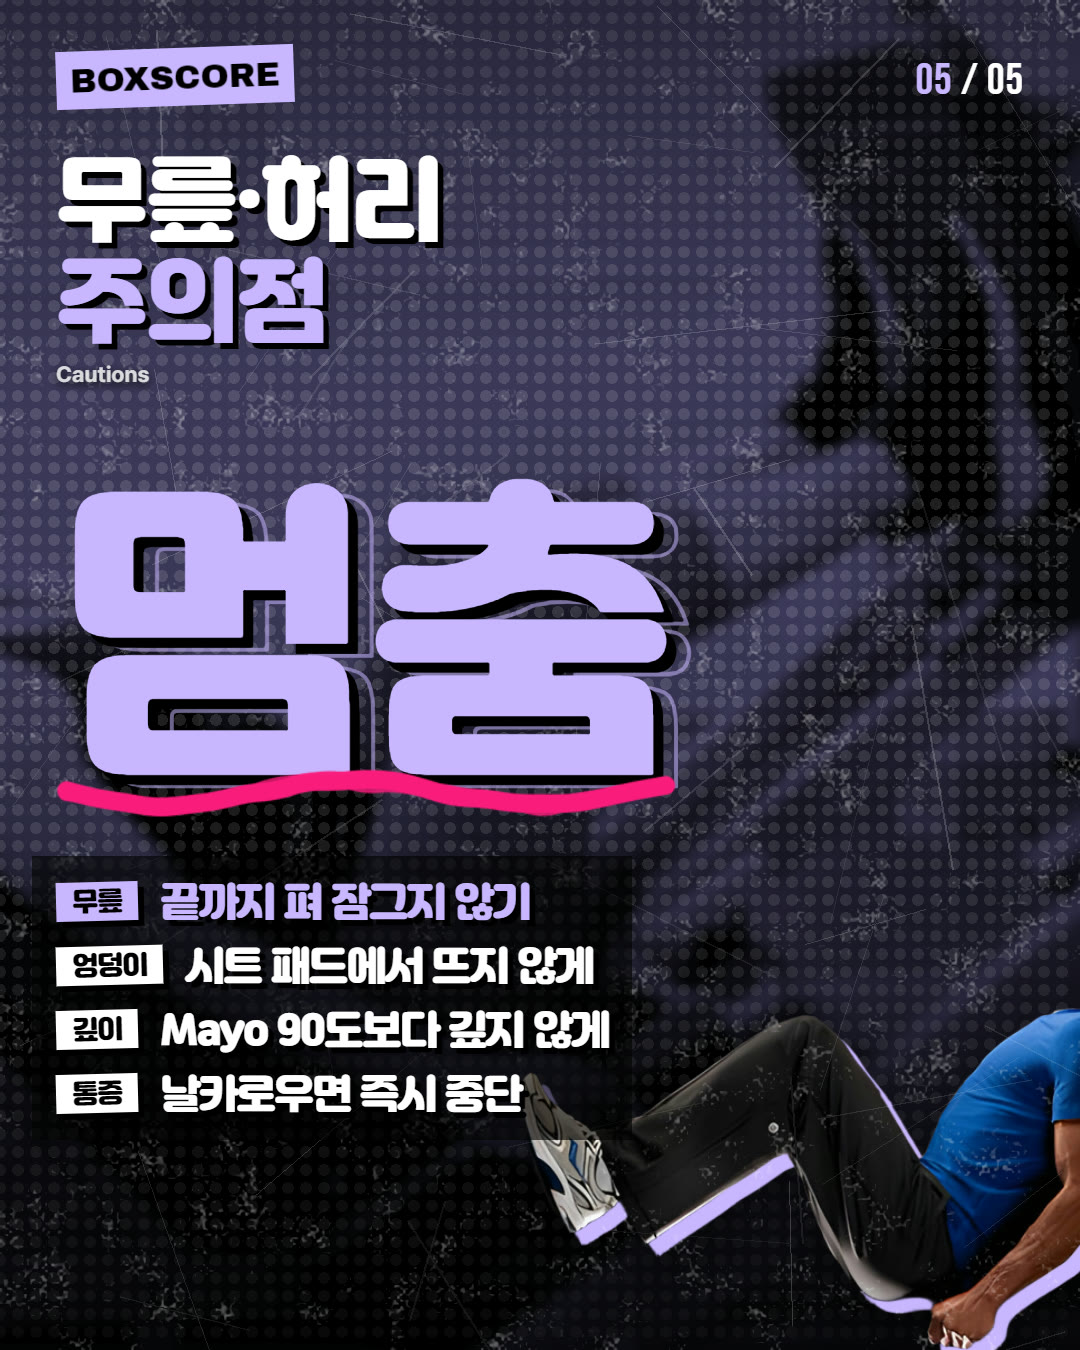 BOXSCORE
05 / 05
무릎·허리
주의점
Cautions
멈춤
무릎 끝까지 펴 잠그지 않기
엉덩이 시트 패드에서 뜨지 않게
깊이 Mayo 90도보다 깊지 않게
통증 날카로우면 즉시 중단